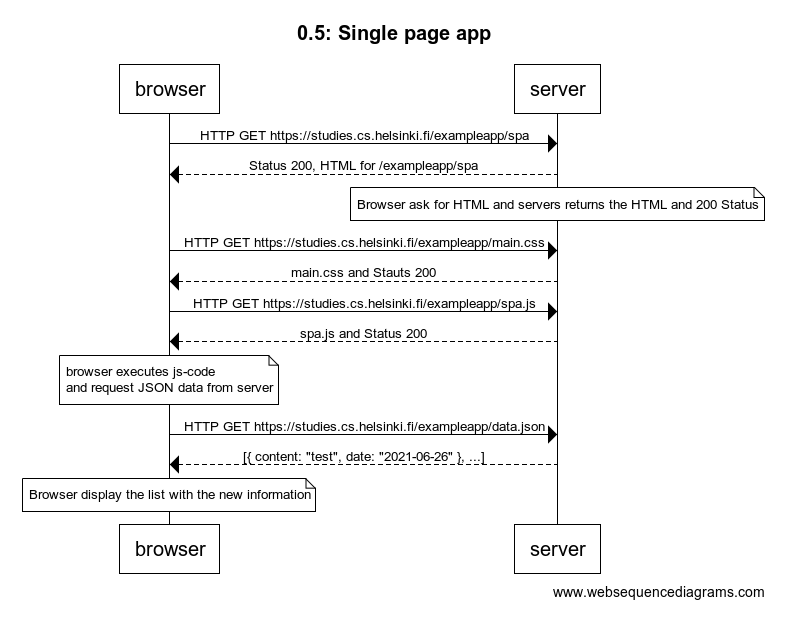 0.5: Single page app
browser
server
HTTP GET https://studies.cs.helsinki.fi/exampleapp/spa
Status 200, HTML for /exampleapp/spa
Browser ask for HTML and servers returns the HTML and 200 Status
HTTP GET https://studies.cs.helsinki.fi/exampleapp/main.css
main.css and Stauts 200
HTTP GET https://studies.cs.helsinki.fi/exampleapp/spa.js
spa.js and Status 200
browser executes js-code
and request JSON data from server
HTTP GET https://studies.cs.helsinki.fi/exampleapp/data.json
[{ content: "test", date: "2021-06-26" }, ...]
Browser display the list with the new information
browser
server
www.websequencediagrams.com